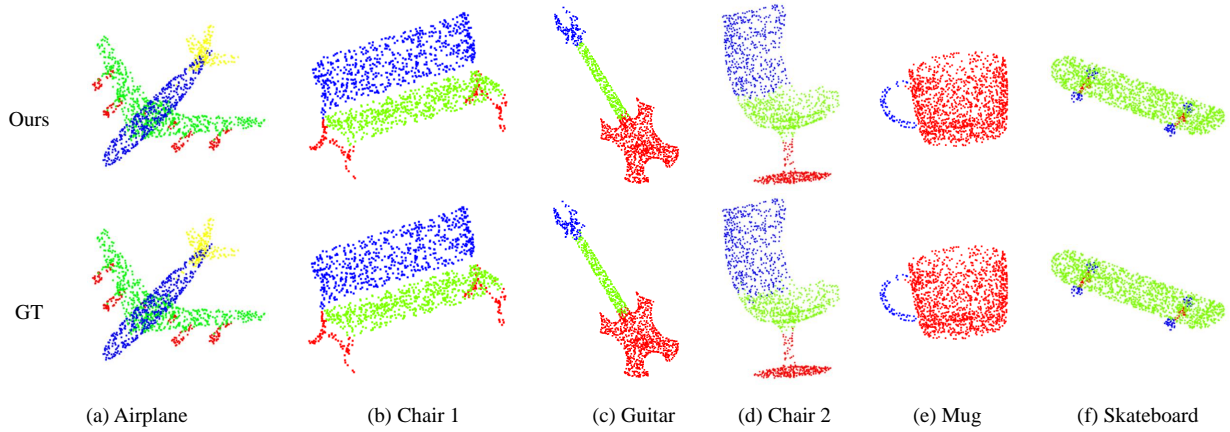 Ours
GT
(a) Airplane
(b) Chair 1
(c) Guitar
(d) Chair 2
(e) Mug
(f) Skateboard